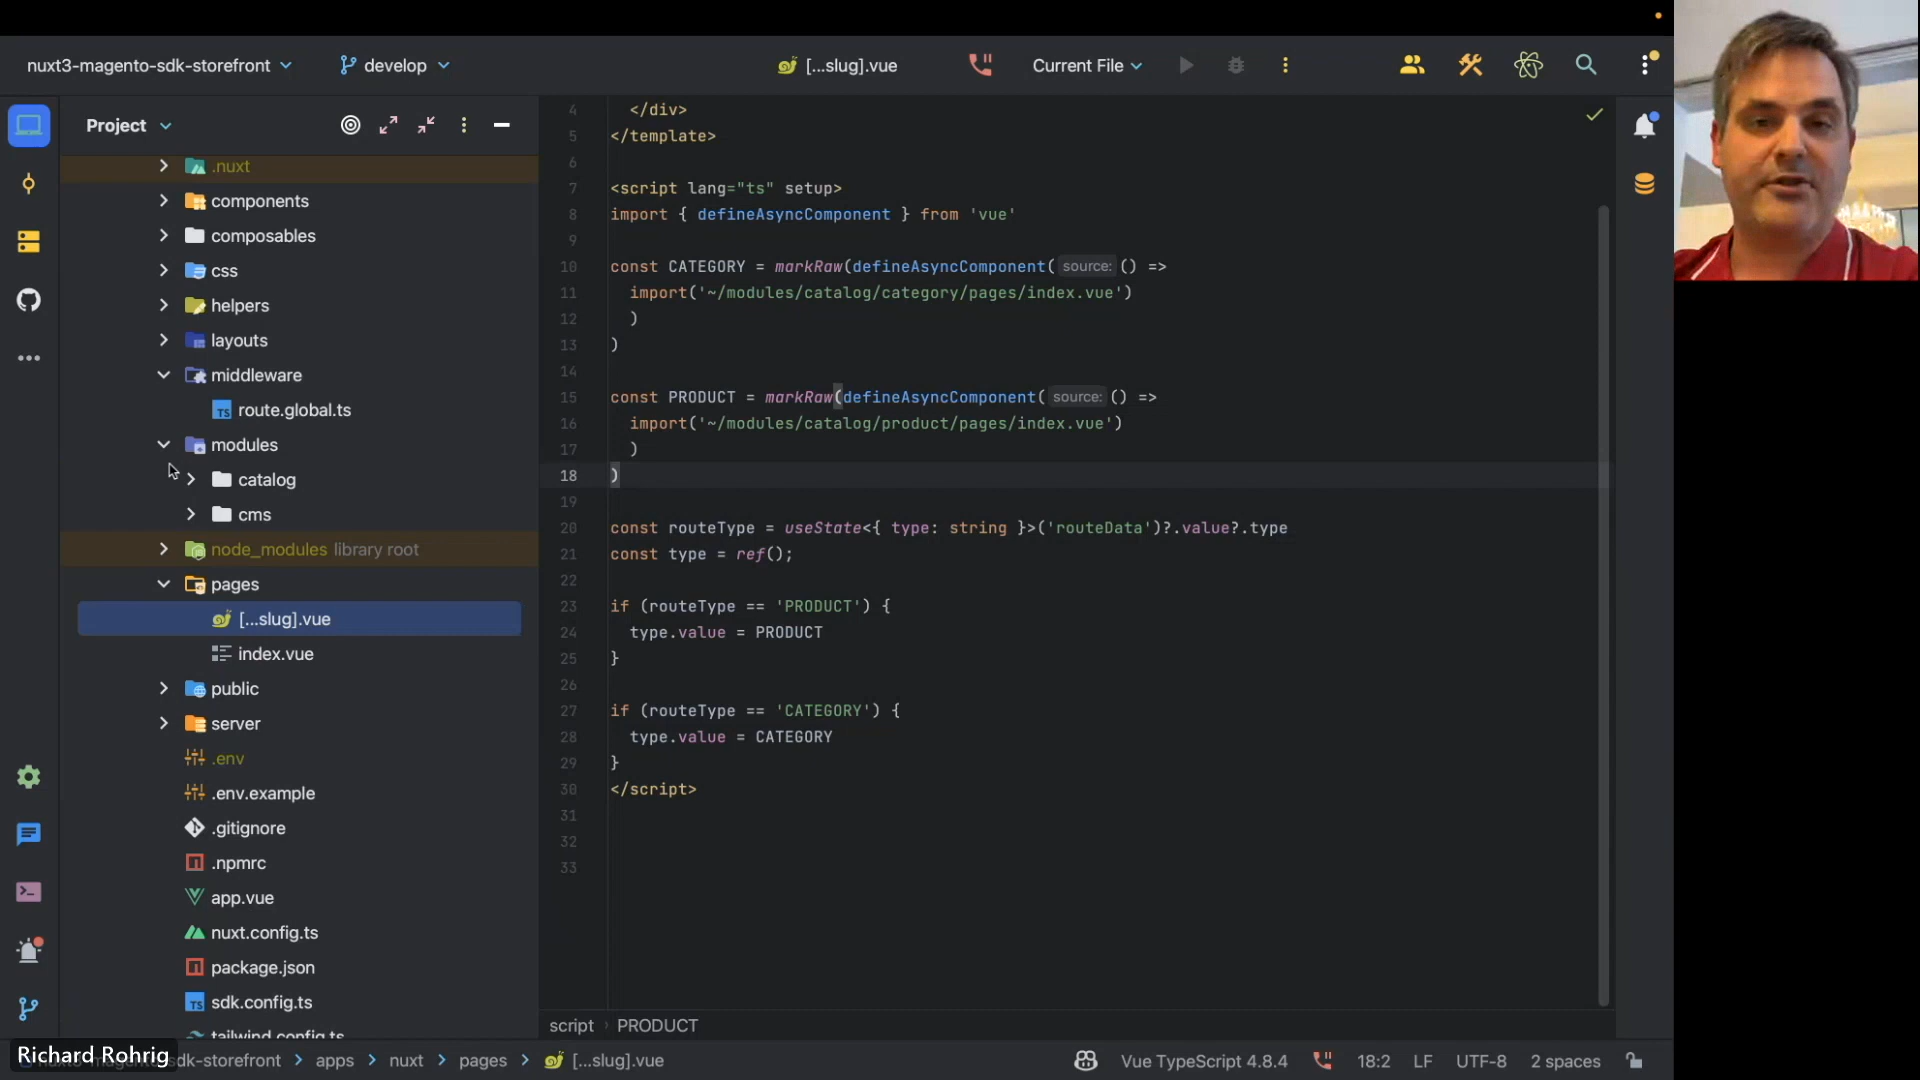 nuxt3-magento-sdk-storefront
develop
[...slug].vue
Current File
Project
.nuxt
components
composables
css
helpers
layouts
middleware
TS route.global.ts
modules
catalog
cms
node_modules library root
pages
[...slug].vue
index.vue
public
server
.env
.env.example
.gitignore
.npmrc
app.vue
nuxt.config.ts
package.json
TS sdk.config.ts
tailwind.config.ts
4 </div>
5 </template>
6
7 <script lang="ts" setup>
8 import { defineAsyncComponent } from 'vue'
9
10 const CATEGORY = markRaw(defineAsyncComponent( source: () =>
11 import('~/modules/catalog/category/pages/index.vue')
12 )
13 )
14
15 const PRODUCT = markRaw(defineAsyncComponent( source: () =>
16 import('~/modules/catalog/product/pages/index.vue')
17 )
18 )
19
20 const routeType = useState<{ type: string }>('routeData')?.value?.type
21 const type = ref();
22
23 if (routeType == 'PRODUCT') {
24 type.value = PRODUCT
25 }
26
27 if (routeType == 'CATEGORY') {
28 type.value = CATEGORY
29 }
30 </script>
31
32
33
script › PRODUCT
Richard Rohrig
sdk-storefront > apps > nuxt > pages > [...slug].vue
Vue TypeScript 4.8.4
18:2 LF UTF-8 2 spaces